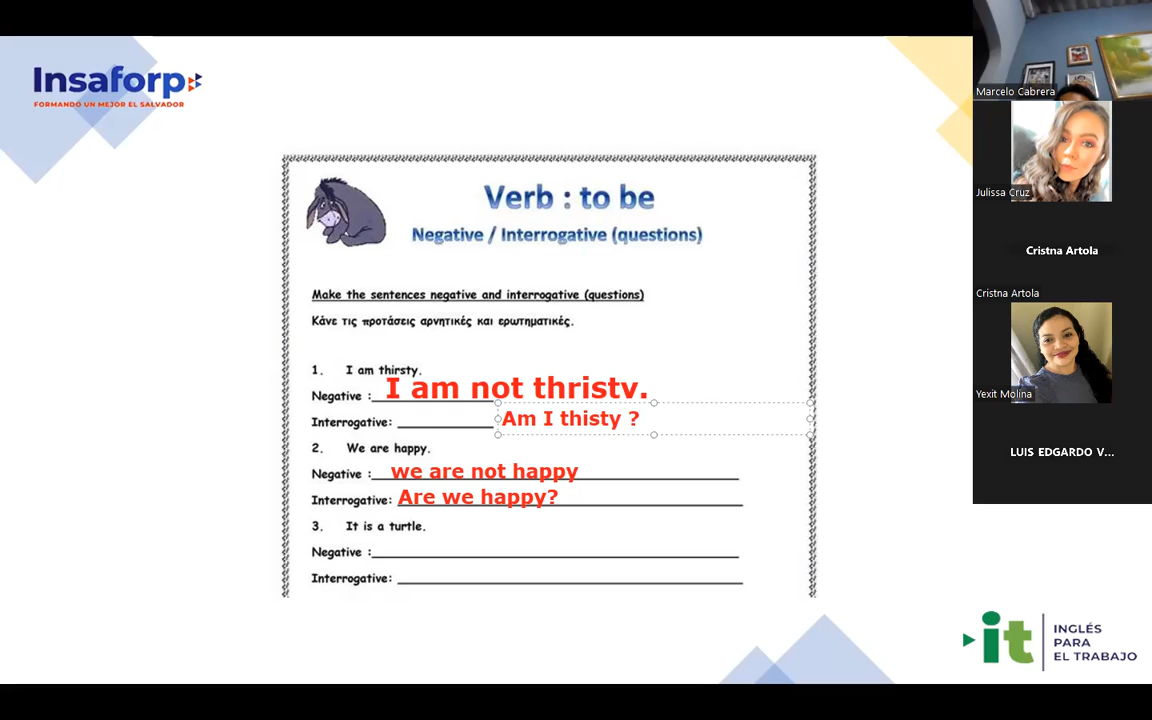 Insaforp
FORMANDO UN MEJOR EL SALVADOR
Verb : to be
Negative / Interrogative (questions)
Make the sentences negative and interrogative (questions)
Κάνε τις προτάσεις αρνητικές και ερωτηματικές.
1. I am thirsty.
Negative : I am not thristy.
Interrogative: Am I thisty ?
2. We are happy.
Negative : we are not happy
Interrogative: Are we happy?
3. It is a turtle.
Negative :
Interrogative:
it
INGLÉS
PARA
EL TRABAJO
Marcelo Cabrera
Julissa Cruz
Cristna Artola
Cristna Artola
Yexit Molina
LUIS EDGARDO V...